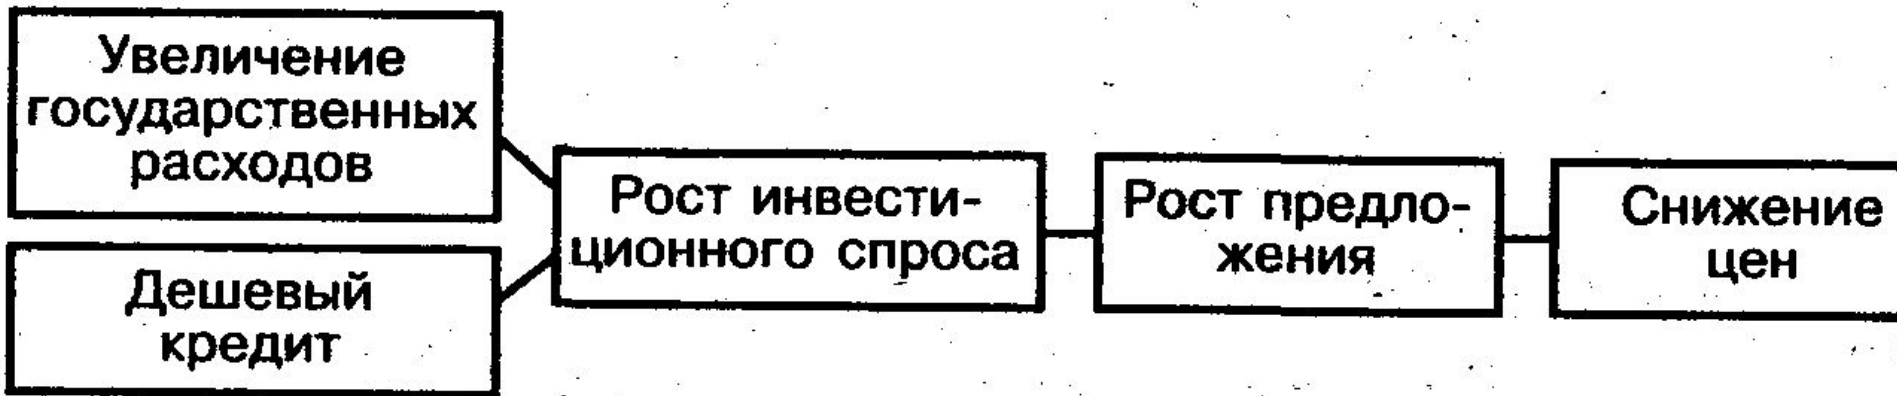 Увеличение
государственных
расходов
Дешевый
кредит
Рост инвести-
ционного спроса
Рост предло-
жения
Снижение
цен